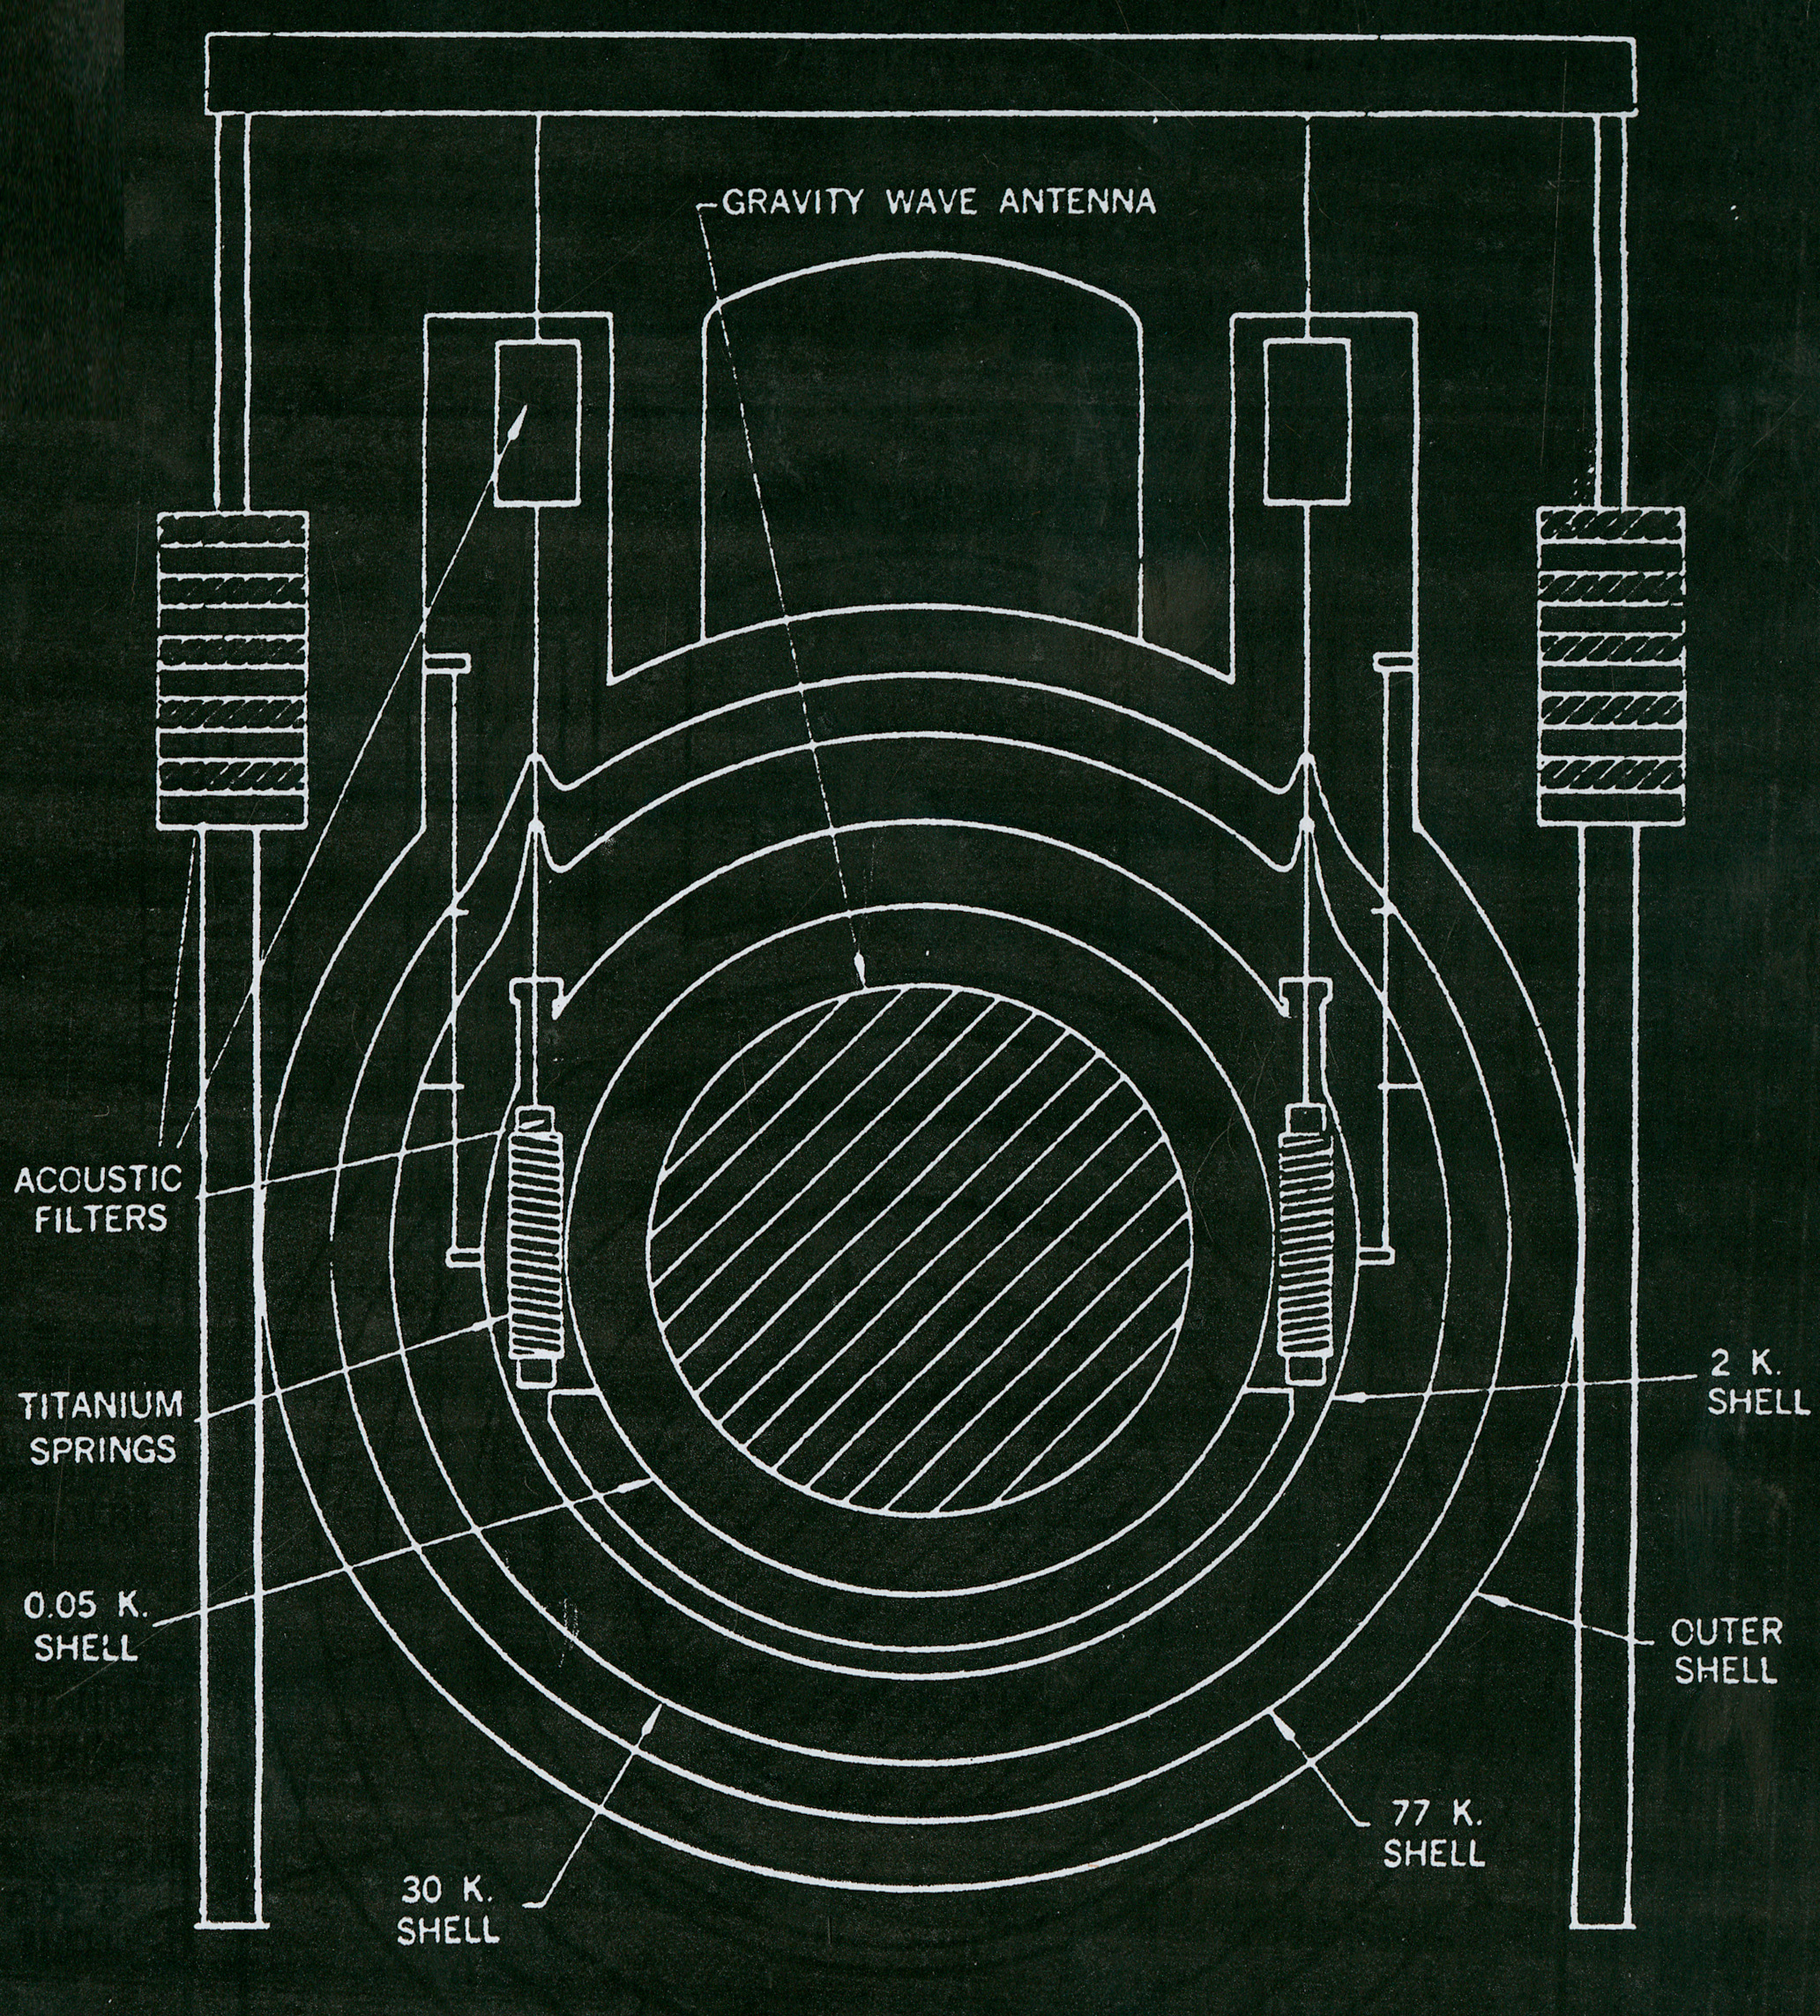 GRAVITY WAVE ANTENNA
ACOUSTIC
FILTERS
TITANIUM
SPRINGS
2 K.
SHELL
0.05 K.
SHELL
OUTER
SHELL
77 K.
SHELL
30 K.
SHELL